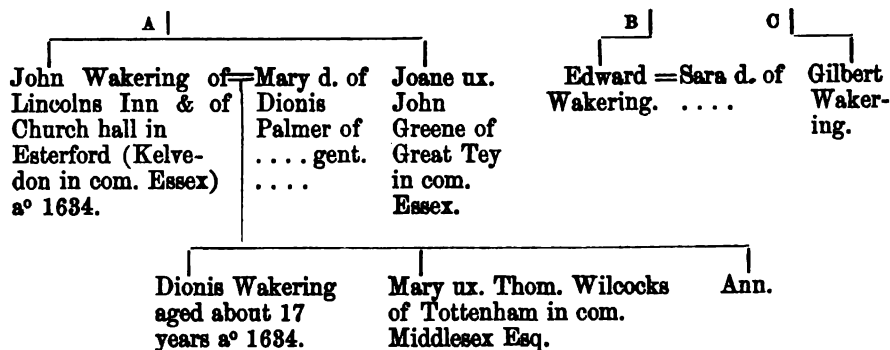 A B C
John Wakering of = Mary d. of Joane ux. Edward = Sara d. of Gilbert
Lincolns Inn & of Dionis John Wakering. . . . . Waker-
Church hall in Palmer of Greene of ing.
Esterford (Kelve- . . . . gent. Great Tey
don in com. Essex) . . . . in com.
aº 1634. Essex.
Dionis Wakering Mary ux. Thom. Wilcocks Ann.
aged about 17 of Tottenham in com.
years aº 1634. Middlesex Esq.